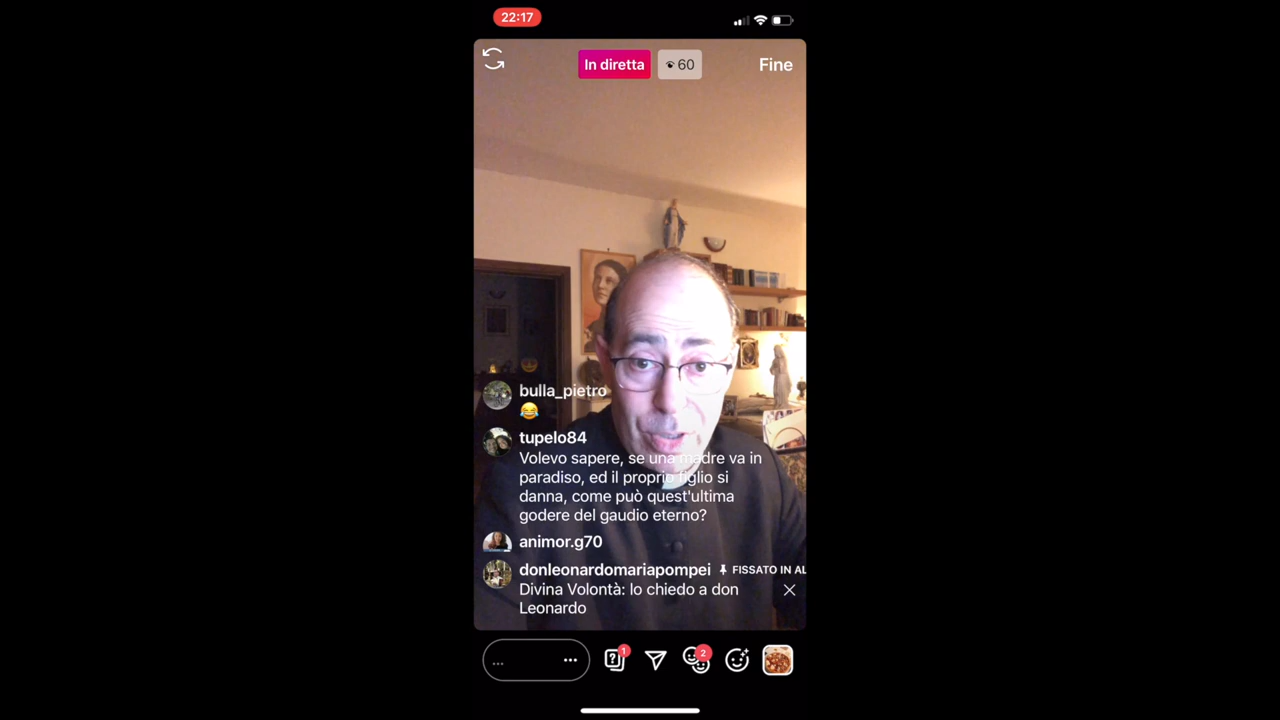 22:17
In diretta
60
Fine
bulla_pietro
😂
tupelo84
Volevo sapere, se una madre va in
paradiso, ed il proprio figlio si
danna, come può quest'ultima
godere del gaudio eterno?
animor.g70
donleonardomariapompei FISSATO IN AL
Divina Volontà: lo chiedo a don
Leonardo
...
1
2